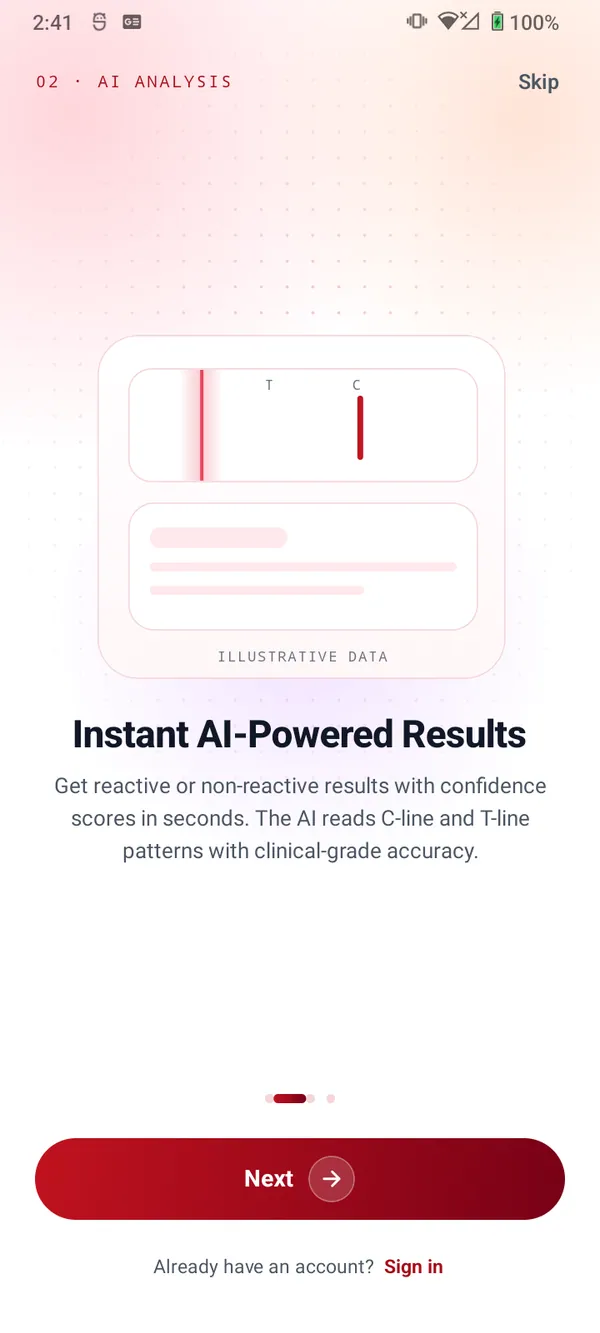 2:41
GE
100%
02 · AI ANALYSIS
Skip
T
C
ILLUSTRATIVE DATA
Instant AI-Powered Results
Get reactive or non-reactive results with confidence
scores in seconds. The AI reads C-line and T-line
patterns with clinical-grade accuracy.
Next
Already have an account? Sign in